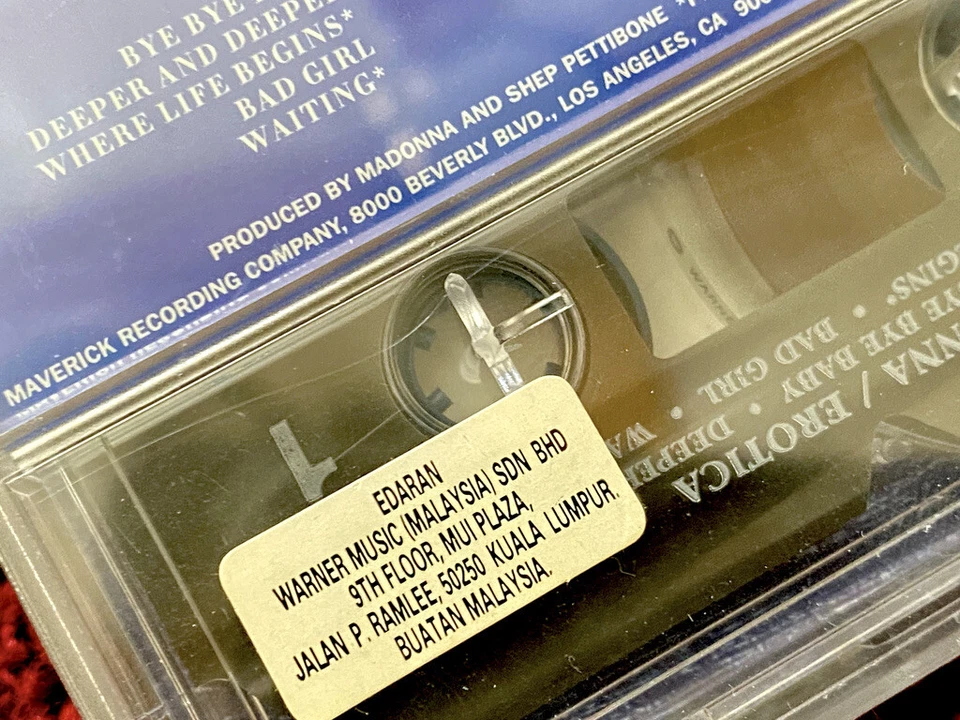 BYE BYE
DEEPER AND DEEPER
WHERE LIFE BEGINS*
BAD GIRL
WAITING*
PRODUCED BY MADONNA AND SHEP PETTIBONE
MAVERICK RECORDING COMPANY, 8000 BEVERLY BLVD., LOS ANGELES, CA
EDARAN
WARNER MUSIC (MALAYSIA) SDN BHD
9TH FLOOR, MUI PLAZA,
JALAN P. RAMLEE, 50250 KUALA LUMPUR.
BUATAN MALAYSIA.
/ EROTICA
BYE BABY •
• BAD GIRL •